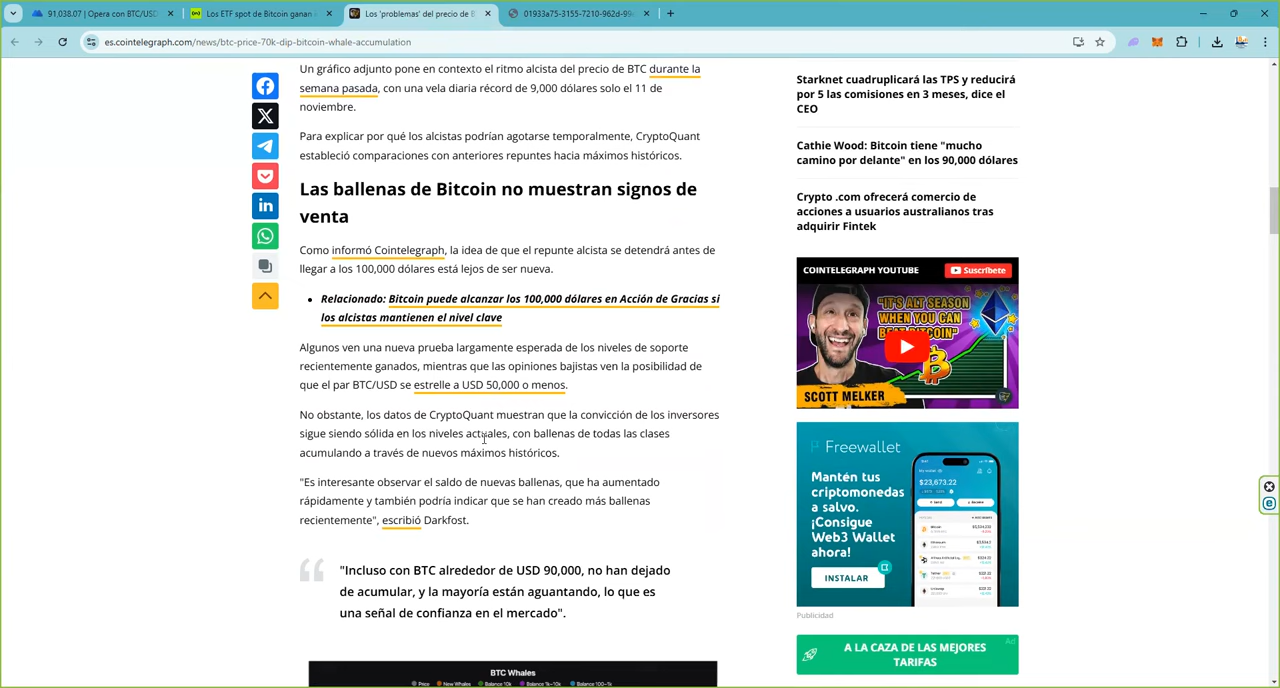 91,038.07 | Opera con BTC/USD
Los ETF spot de Bitcoin ganan
Los 'problemas' del precio de B
01933a75-3155-7210-962d-99
es.cointelegraph.com/news/btc-price-70k-dip-bitcoin-whale-accumulation
Un gráfico adjunto pone en contexto el ritmo alcista del precio de BTC durante la
semana pasada, con una vela diaria récord de 9,000 dólares solo el 11 de
noviembre.
Para explicar por qué los alcistas podrían agotarse temporalmente, CryptoQuant
estableció comparaciones con anteriores repuntes hacia máximos históricos.
Las ballenas de Bitcoin no muestran signos de
venta
Como informó Cointelegraph, la idea de que el repunte alcista se detendrá antes de
llegar a los 100,000 dólares está lejos de ser nueva.
• Relacionado: Bitcoin puede alcanzar los 100,000 dólares en Acción de Gracias si
los alcistas mantienen el nivel clave
Algunos ven una nueva prueba largamente esperada de los niveles de soporte
recientemente ganados, mientras que las opiniones bajistas ven la posibilidad de
que el par BTC/USD se estrelle a USD 50,000 o menos.
No obstante, los datos de CryptoQuant muestran que la convicción de los inversores
sigue siendo sólida en los niveles actuales, con ballenas de todas las clases
acumulando a través de nuevos máximos históricos.
"Es interesante observar el saldo de nuevas ballenas, que ha aumentado
rápidamente y también podría indicar que se han creado más ballenas
recientemente", escribió Darkfost.
"Incluso con BTC alrededor de USD 90,000, no han dejado
de acumular, y la mayoría están aguantando, lo que es
una señal de confianza en el mercado".
BTC Whales
Price New Whales Balance 10k Balance 1k~10k Balance 100~1k
Starknet cuadruplicará las TPS y reducirá
por 5 las comisiones en 3 meses, dice el
CEO
Cathie Wood: Bitcoin tiene "mucho
camino por delante" en los 90,000 dólares
Crypto .com ofrecerá comercio de
acciones a usuarios australianos tras
adquirir Fintek
COINTELEGRAPH YOUTUBE
Suscríbete
"IT'S ALT SEASON
WHEN YOU CAN
SCOTT MELKER
Freewallet
Mantén tus
criptomonedas
a salvo.
¡Consigue
Web3 Wallet
ahora!
INSTALAR
$23,673.22
Publicidad
Ad
A LA CAZA DE LAS MEJORES
TARIFAS